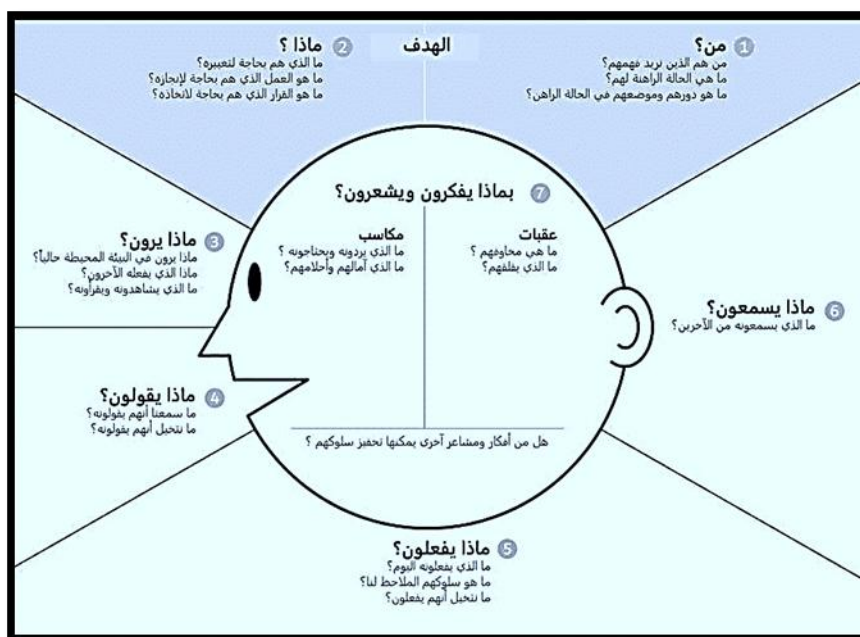 الهدف
1 من؟
من هم الذين نريد فهمهم؟
ما هي الحالة الراهنة لهم؟
ما هو دورهم وموضعهم في الحالة الراهن؟
2 ماذا ؟
ما الذي هم بحاجة لتغييره؟
ما هو العمل الذي هم بحاجة لإنجازه؟
ما هو القرار الذي هم بحاجة لاتخاذه؟
3 ماذا يرون؟
ماذا يرون في البيئة المحيطة حالياً؟
ماذا الذي يفعله الآخرون؟
ما الذي يشاهدونه ويقرأونه؟
4 ماذا يقولون؟
ما سمعنا أنهم يقولونه؟
ما نتخيل أنهم يقولونه؟
5 ماذا يفعلون؟
ما الذي يفعلونه اليوم؟
ما هو سلوكهم الملاحظ لنا؟
ما نتخيل أنهم يفعلون؟
6 ماذا يسمعون؟
ما الذي يسمعونه من الآخرين؟
7 بماذا يفكرون ويشعرون؟
عقبات
ما هي مخاوفهم ؟
ما الذي يقلقهم؟
مكاسب
ما الذي يردونه ويحتاجونه ؟
ما الذي آمالهم وأحلامهم؟
هل من أفكار ومشاعر آخرى يمكنها تحفيز سلوكهم ؟